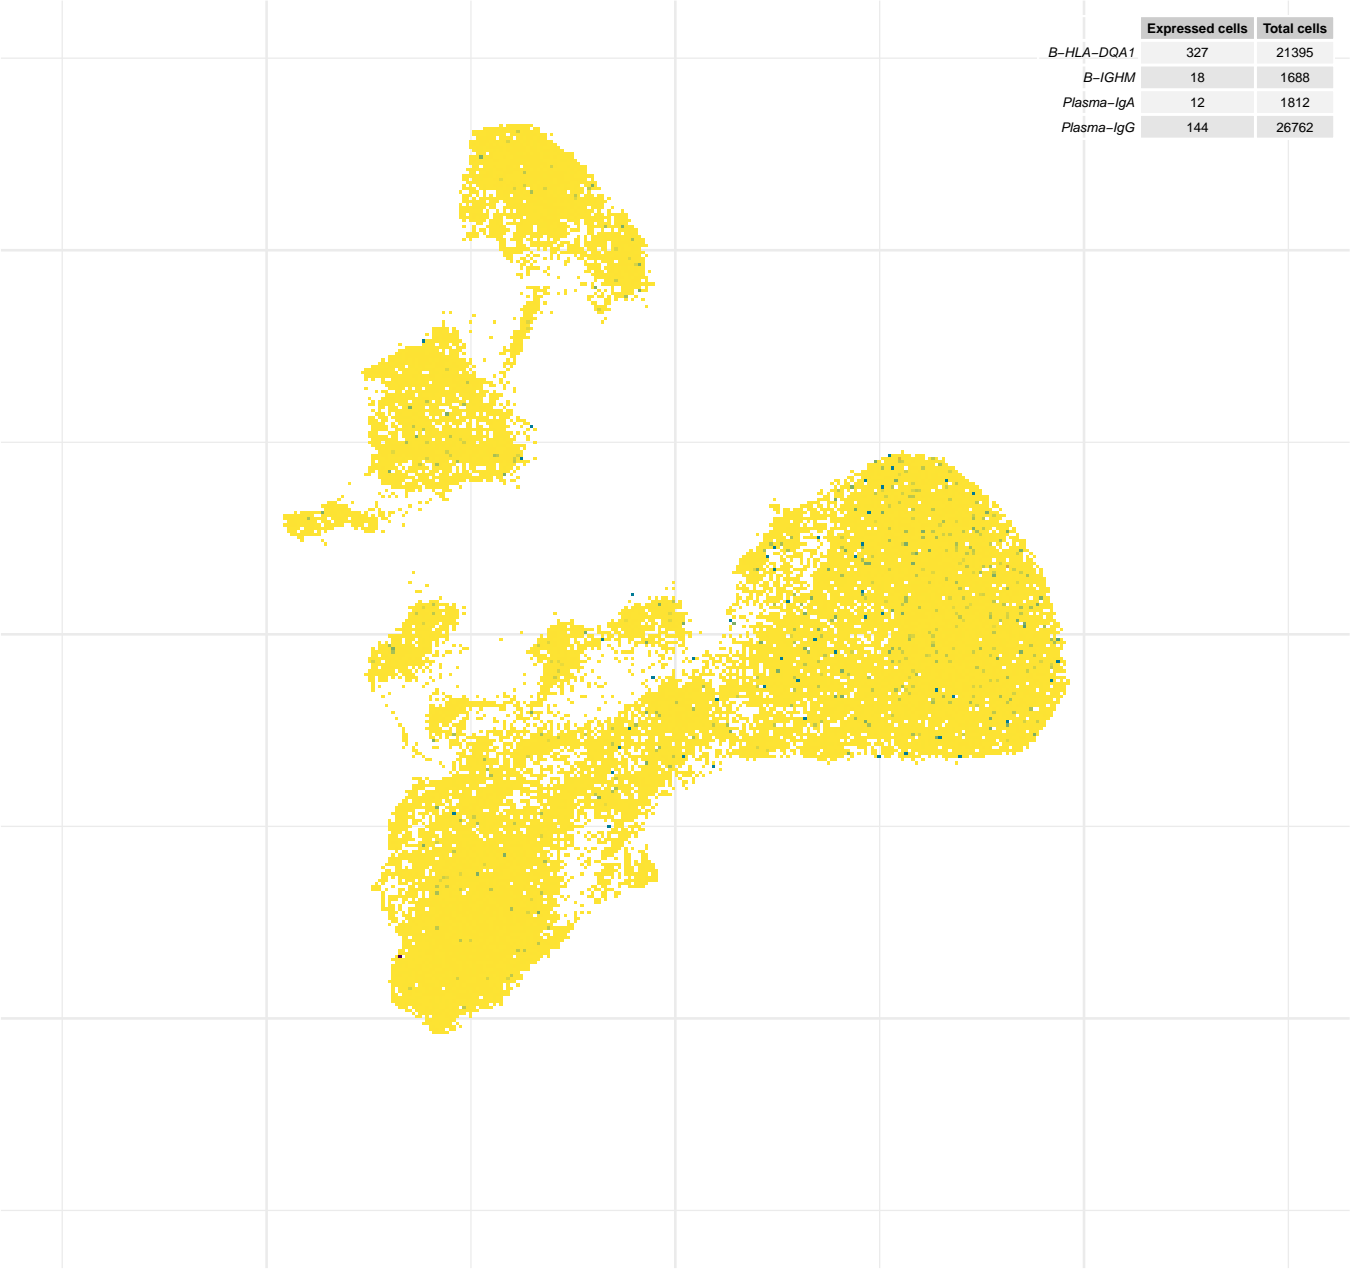 Expressed cells Total cells
B−HLA−DQA1 327 21395
B−IGHM 18 1688
Plasma−IgA 12 1812
Plasma−IgG 144 26762